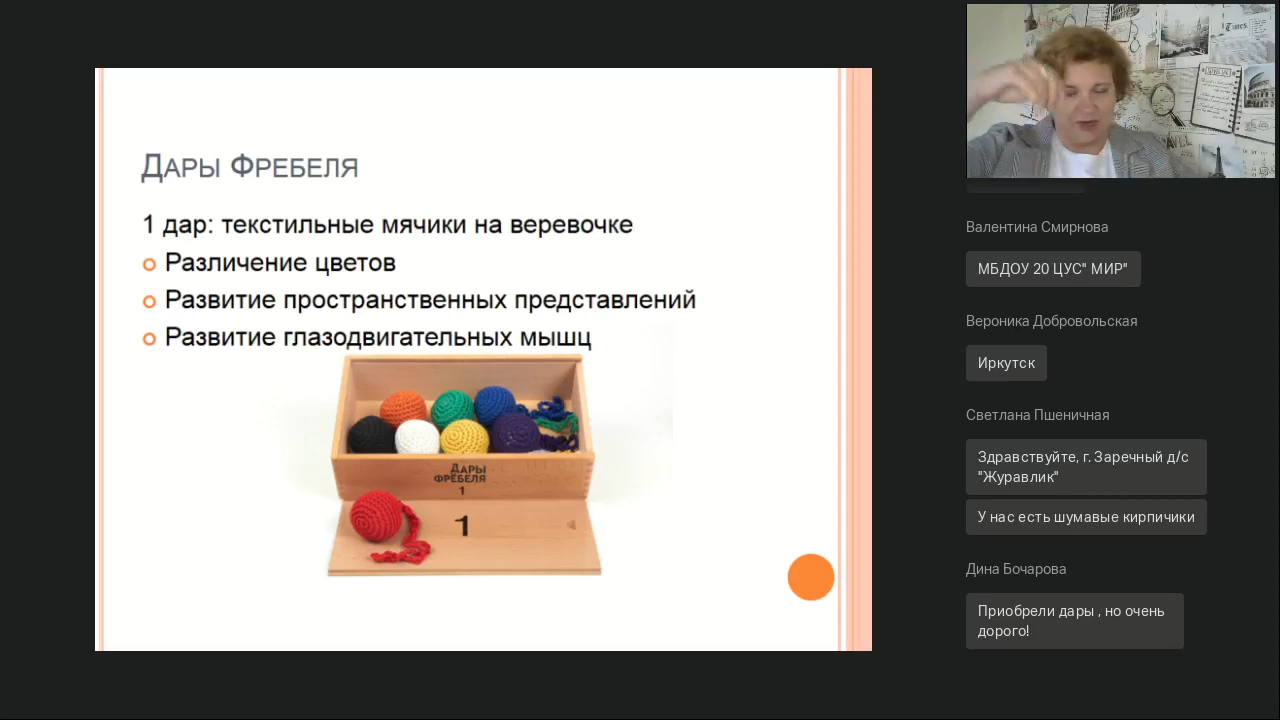 Дары Фребеля
1 дар: текстильные мячики на веревочке
Различение цветов
Развитие пространственных представлений
Развитие глазодвигательных мышц
ДАРЫ
ФРЁБЕЛЯ
1
1
Times
Валентина Смирнова
МБДОУ 20 ЦУС" МИР"
Вероника Добровольская
Иркутск
Светлана Пшеничная
Здравствуйте, г. Заречный д/с
"Журавлик"
У нас есть шумавые кирпичики
Дина Бочарова
Приобрели дары , но очень
дорого!